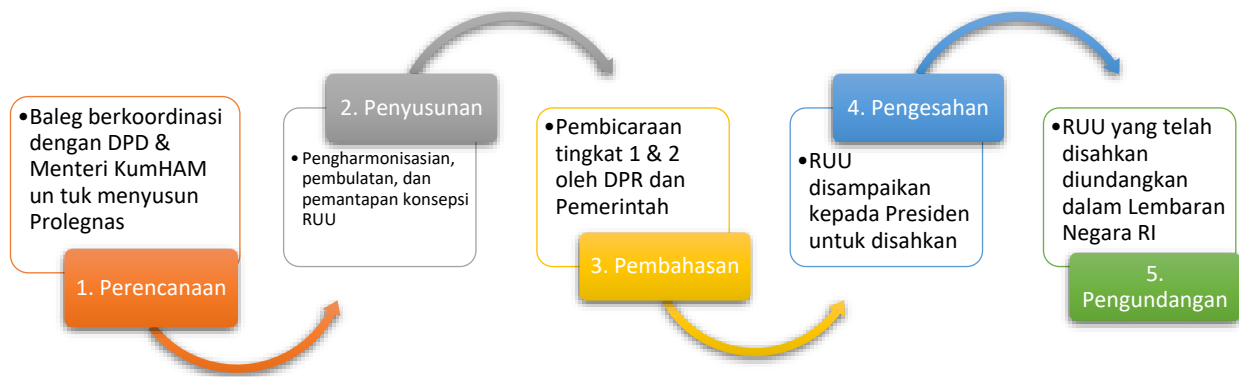 •Baleg berkoordinasi
dengan DPD &
Menteri KumHAM
un tuk menyusun
Prolegnas
1. Perencanaan
2. Penyusunan
•Pengharmonisasian,
pembulatan, dan
pemantapan konsepsi
RUU
•Pembicaraan
tingkat 1 & 2
oleh DPR dan
Pemerintah
3. Pembahasan
4. Pengesahan
•RUU
disampaikan
kepada Presiden
untuk disahkan
•RUU yang telah
disahkan
diundangkan
dalam Lembaran
Negara RI
5.
Pengundangan